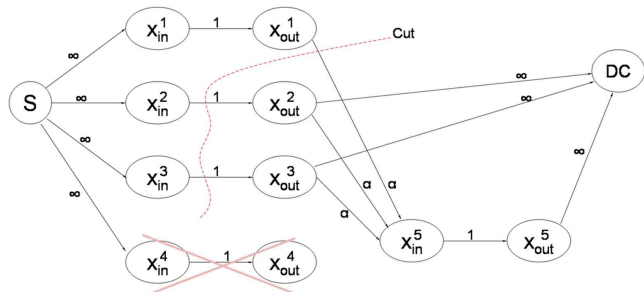 X¹in 1 X¹out
Cut
∞
S ∞ X²in 1 X²out ∞ DC
∞
∞ X³in 1 X³out
∞ α α α ∞
X⁵in 1 X⁵out
X⁴in 1 X⁴out